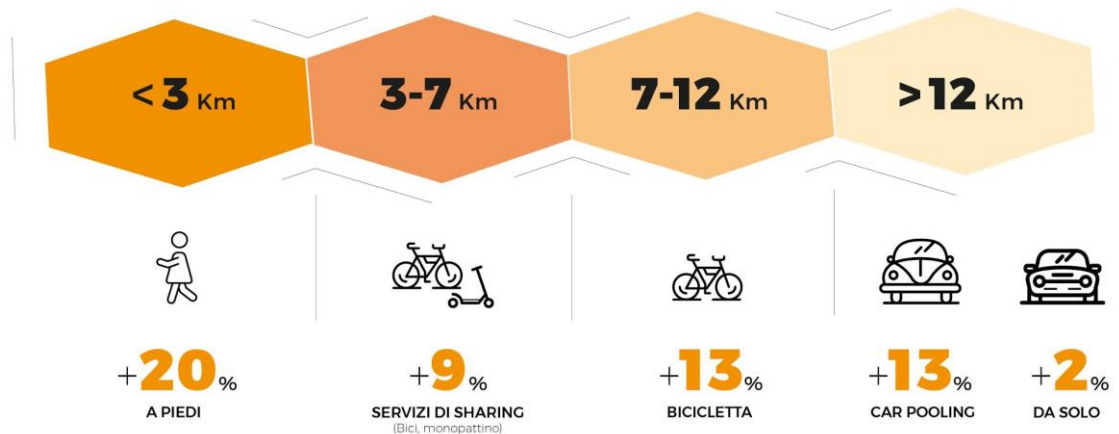 < 3 Km
3-7 Km
7-12 Km
> 12 Km
+20%
A PIEDI
+9%
SERVIZI DI SHARING
(Bici, monopattino)
+13%
BICICLETTA
+13%
CAR POOLING
+2%
DA SOLO